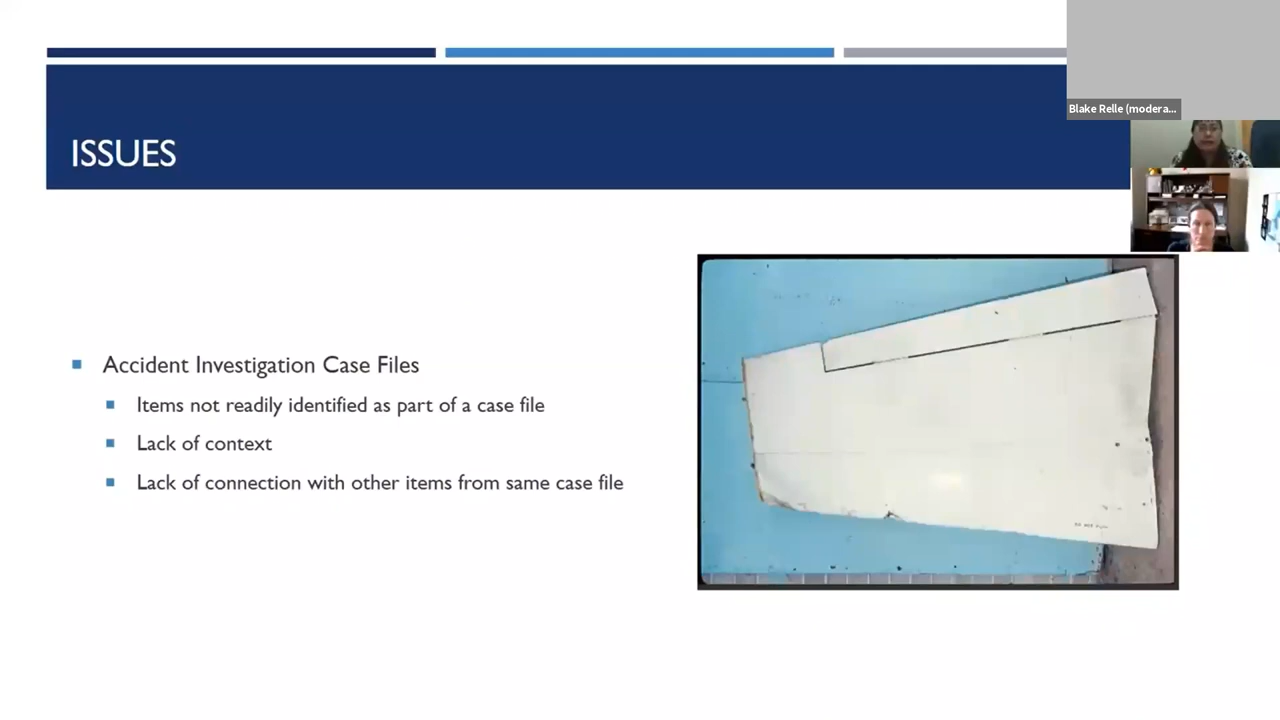 Blake Relle (modera...
ISSUES
Accident Investigation Case Files
Items not readily identified as part of a case file
Lack of context
Lack of connection with other items from same case file